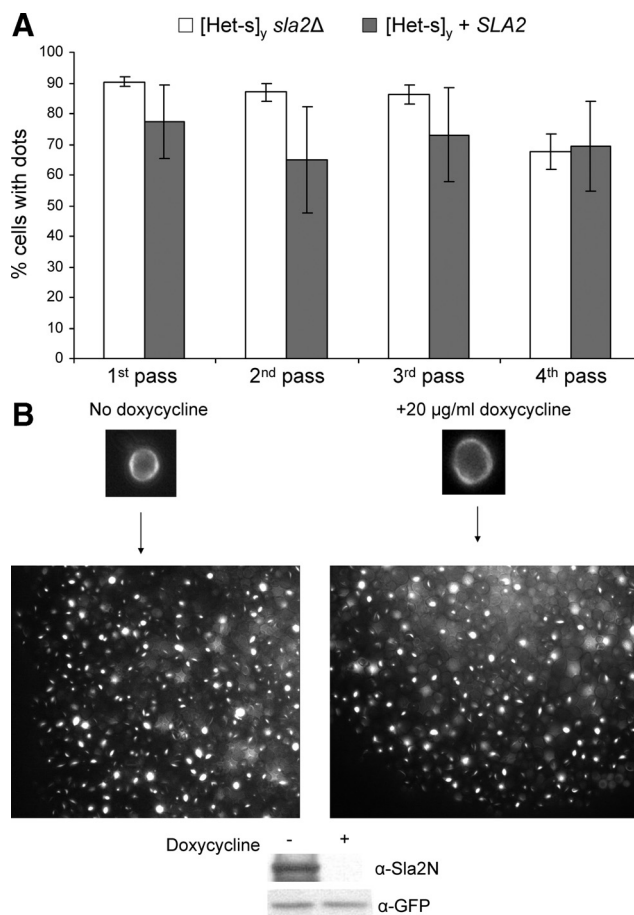 A
[Het-s]y sla2Δ
[Het-s]y + SLA2
% cells with dots
100
90
80
70
60
50
40
30
20
10
0
1st pass
2nd pass
3rd pass
4th pass
B
No doxycycline
+20 µg/ml doxycycline
Doxycycline - +
α-Sla2N
α-GFP